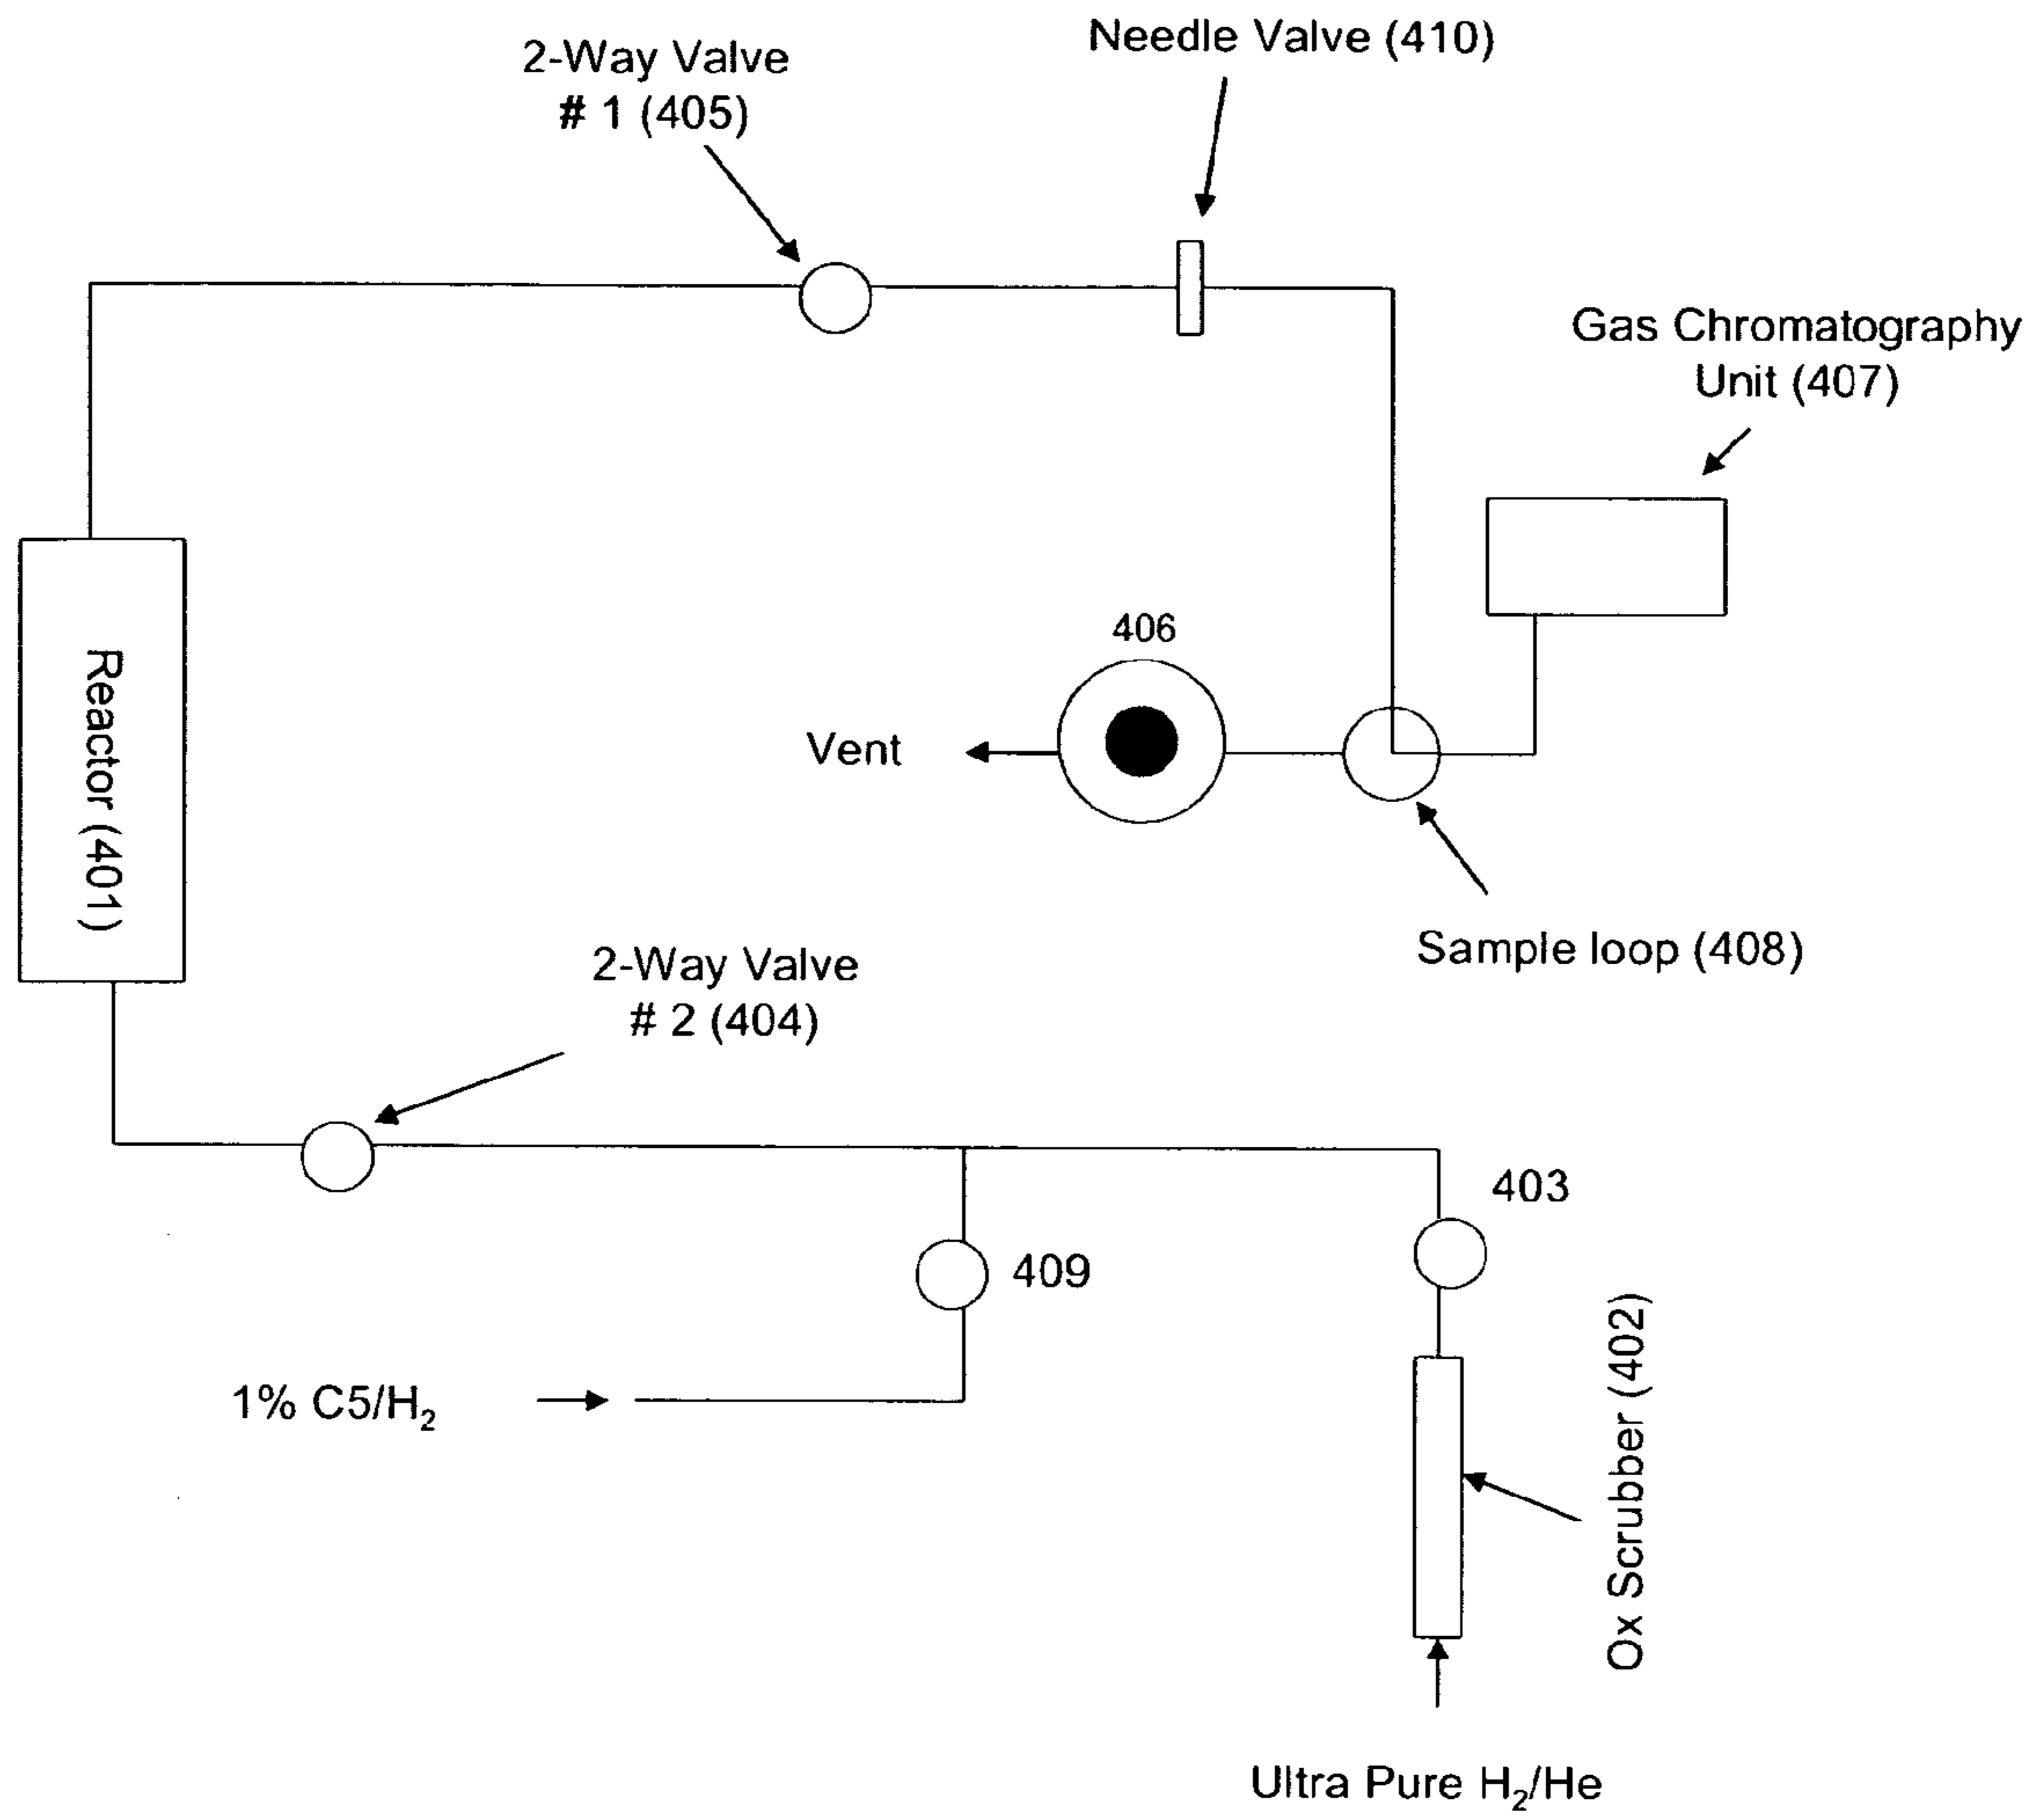 Needle Valve (410)
2-Way Valve
# 1 (405)
Gas Chromatography
Unit (407)
406
Vent
Reactor (401)
Sample loop (408)
2-Way Valve
# 2 (404)
403
409
1% C5/H₂
Ox Scrubber (402)
Ultra Pure H₂/He